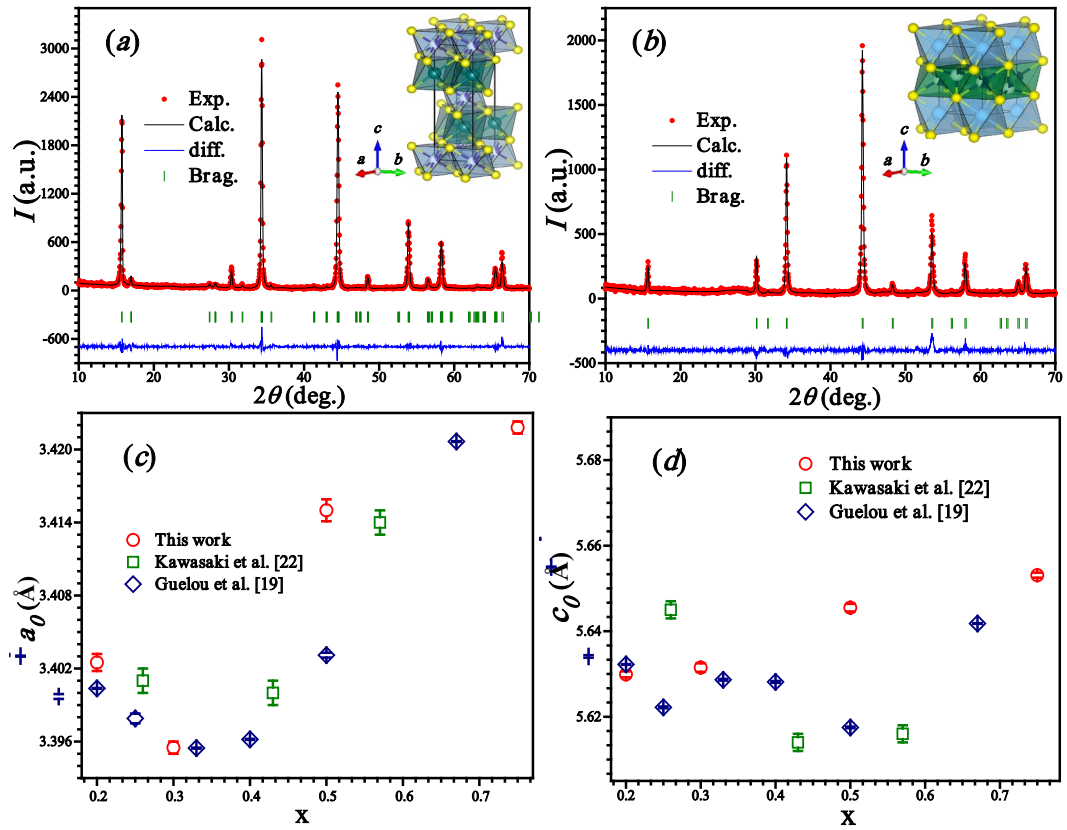 (a)
3000
2400
1800
1200
600
0
-600
I (a.u.)
Exp.
Calc.
diff.
Brag.
c
a
b
10 20 30 40 50 60 70
2θ (deg.)
(b)
2000
1500
1000
500
0
-500
I (a.u.)
Exp.
Calc.
diff.
Brag.
c
a
b
10 20 30 40 50 60 70
2θ (deg.)
(c)
3.420
3.414
3.408
3.402
3.396
a0 (Å)
This work
Kawasaki et al. [22]
Guelou et al. [19]
0.2 0.3 0.4 0.5 0.6 0.7
x
(d)
5.68
5.66
5.64
5.62
c0 (Å)
This work
Kawasaki et al. [22]
Guelou et al. [19]
0.2 0.3 0.4 0.5 0.6 0.7
x